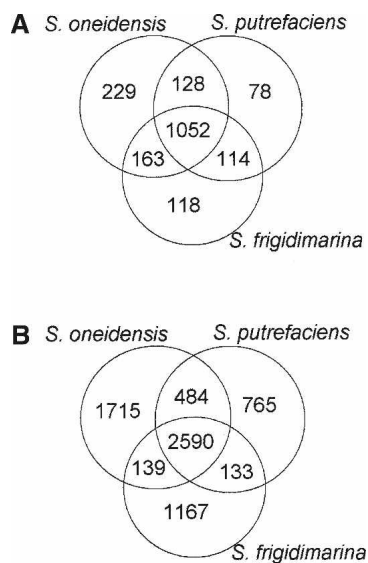 A
S. oneidensis S. putrefaciens
229 128 78
1052
163 114
118
S. frigidimarina
B
S. oneidensis S. putrefaciens
1715 484 765
2590
139 133
1167
S. frigidimarina